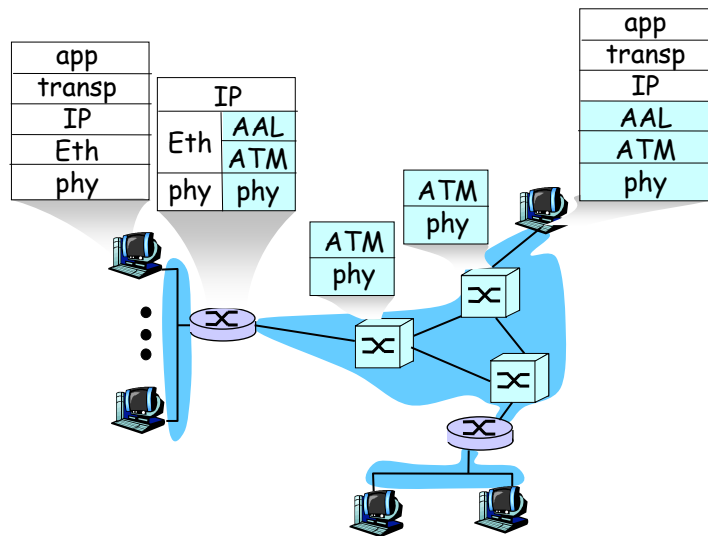 app
transp
IP
Eth
phy
IP
Eth
AAL
ATM
phy
phy
ATM
phy
ATM
phy
app
transp
IP
AAL
ATM
phy